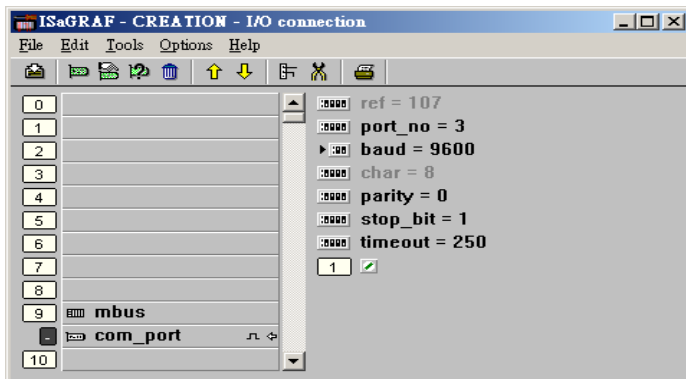 ISaGRAF - CREATION - I/O connection
File Edit Tools Options Help
0
1
2
3
4
5
6
7
8
9 mbus
- com_port
10
ref = 107
port_no = 3
baud = 9600
char = 8
parity = 0
stop_bit = 1
timeout = 250
1